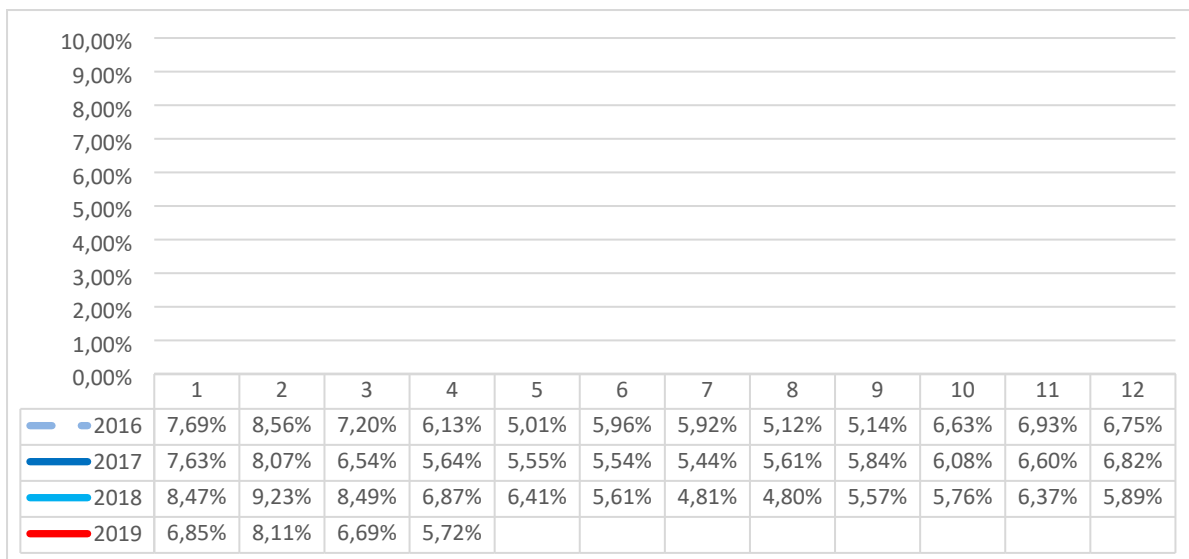 10,00%
9,00%
8,00%
7,00%
6,00%
5,00%
4,00%
3,00%
2,00%
1,00%
0,00%
1 2 3 4 5 6 7 8 9 10 11 12
2016 7,69% 8,56% 7,20% 6,13% 5,01% 5,96% 5,92% 5,12% 5,14% 6,63% 6,93% 6,75%
2017 7,63% 8,07% 6,54% 5,64% 5,55% 5,54% 5,44% 5,61% 5,84% 6,08% 6,60% 6,82%
2018 8,47% 9,23% 8,49% 6,87% 6,41% 5,61% 4,81% 4,80% 5,57% 5,76% 6,37% 5,89%
2019 6,85% 8,11% 6,69% 5,72%